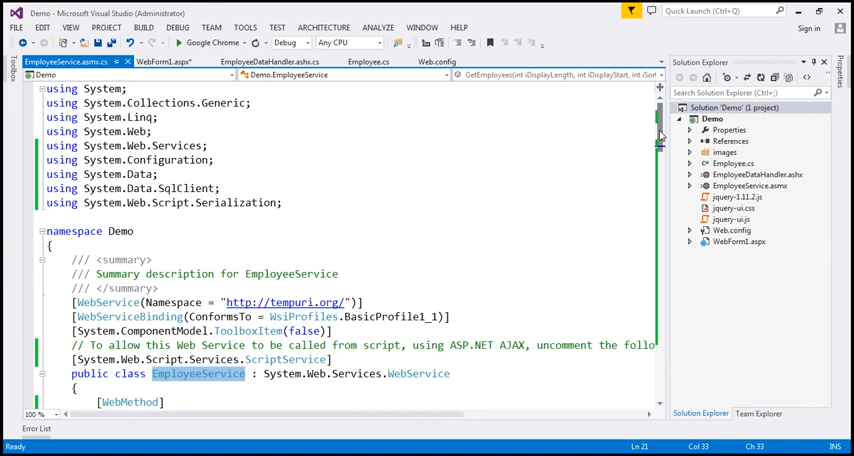 Demo - Microsoft Visual Studio (Administrator)
Quick Launch (Ctrl+Q)
FILE EDIT VIEW PROJECT BUILD DEBUG TEAM TOOLS TEST ARCHITECTURE ANALYZE WINDOW HELP
Sign in
Google Chrome Debug Any CPU
Toolbox
EmployeeService.asmx.cs WebForm1.aspx* EmployeeDataHandler.ashx.cs Employee.cs Web.config
Demo Demo.EmployeeService GetEmployees(int iDisplayLength, int iDisplayStart, int iSort
using System;
using System.Collections.Generic;
using System.Linq;
using System.Web;
using System.Web.Services;
using System.Configuration;
using System.Data;
using System.Data.SqlClient;
using System.Web.Script.Serialization;
namespace Demo
{
/// <summary>
/// Summary description for EmployeeService
/// </summary>
[WebService(Namespace = "http://tempuri.org/")]
[WebServiceBinding(ConformsTo = WsiProfiles.BasicProfile1_1)]
[System.ComponentModel.ToolboxItem(false)]
// To allow this Web Service to be called from script, using ASP.NET AJAX, uncomment the follo
[System.Web.Script.Services.ScriptService]
public class EmployeeService : System.Web.Services.WebService
{
[WebMethod]
100 %
Solution Explorer
Search Solution Explorer (Ctrl+;)
Solution 'Demo' (1 project)
Demo
Properties
References
images
Employee.cs
EmployeeDataHandler.ashx
EmployeeService.asmx
jquery-1.11.2.js
jquery-ui.css
jquery-ui.js
Web.config
WebForm1.aspx
Solution Explorer Team Explorer
Properties
Error List
Ready Ln 21 Col 33 Ch 33 INS